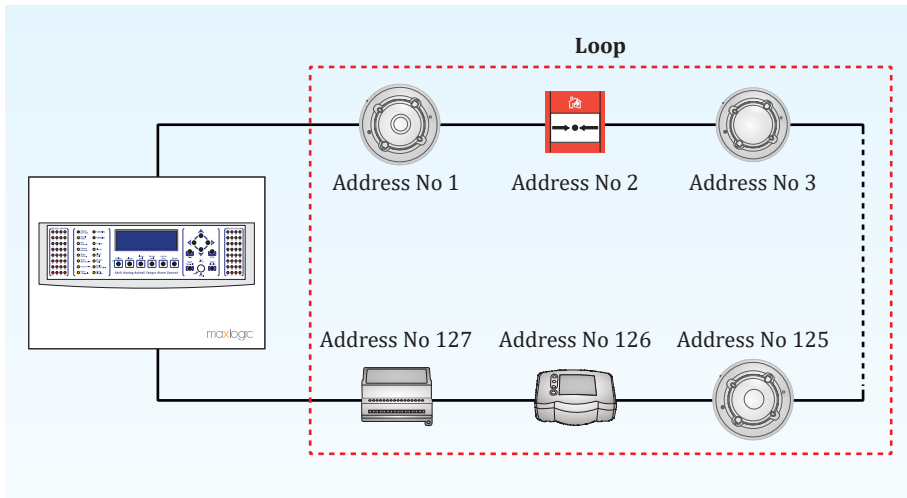 Loop
Address No 1
Address No 2
Address No 3
maxlogic
Address No 127
Address No 126
Address No 125